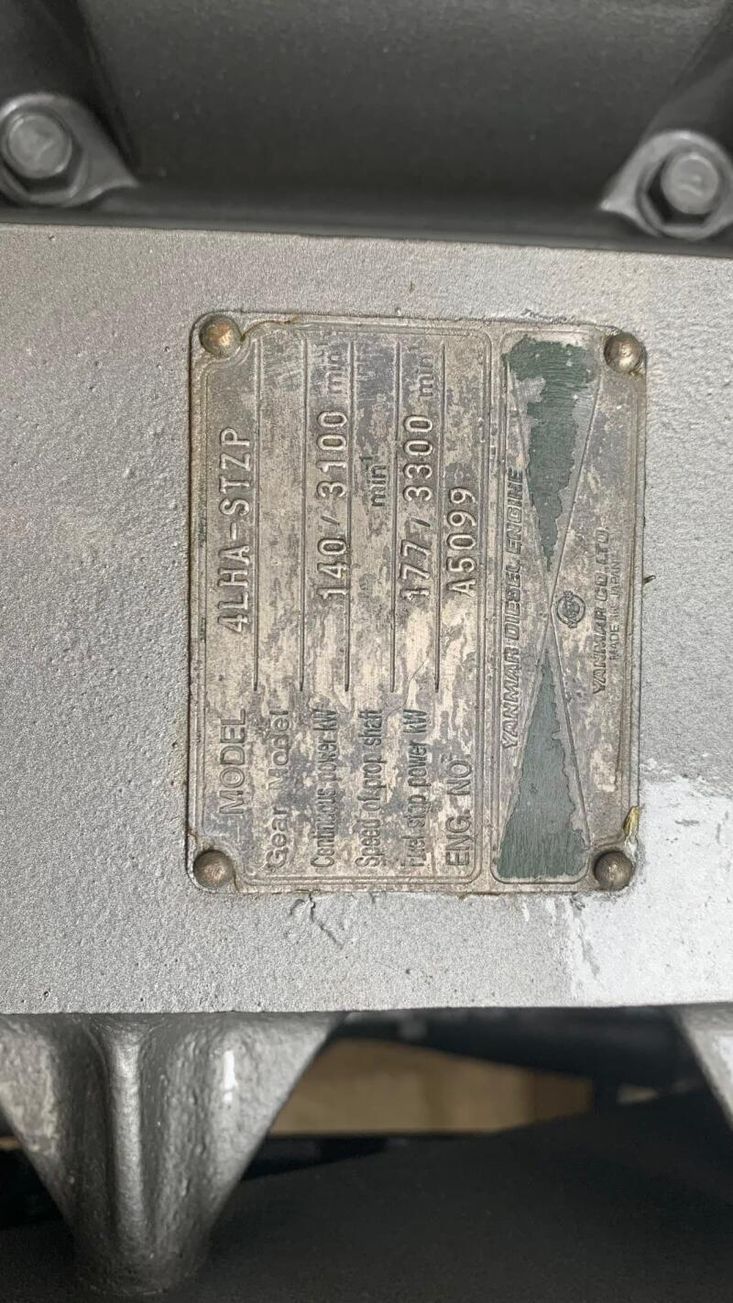 MODEL 4LHA-STZP
Gear Model
Continuous power kW 140 / 3100 min⁻¹
Speed of prop. shaft min⁻¹
Fuel stop power kW 177 / 3300 min⁻¹
ENG. NO. A5099
YANMAR DIESEL ENGINE
YANMAR CO., LTD.
MADE IN JAPAN